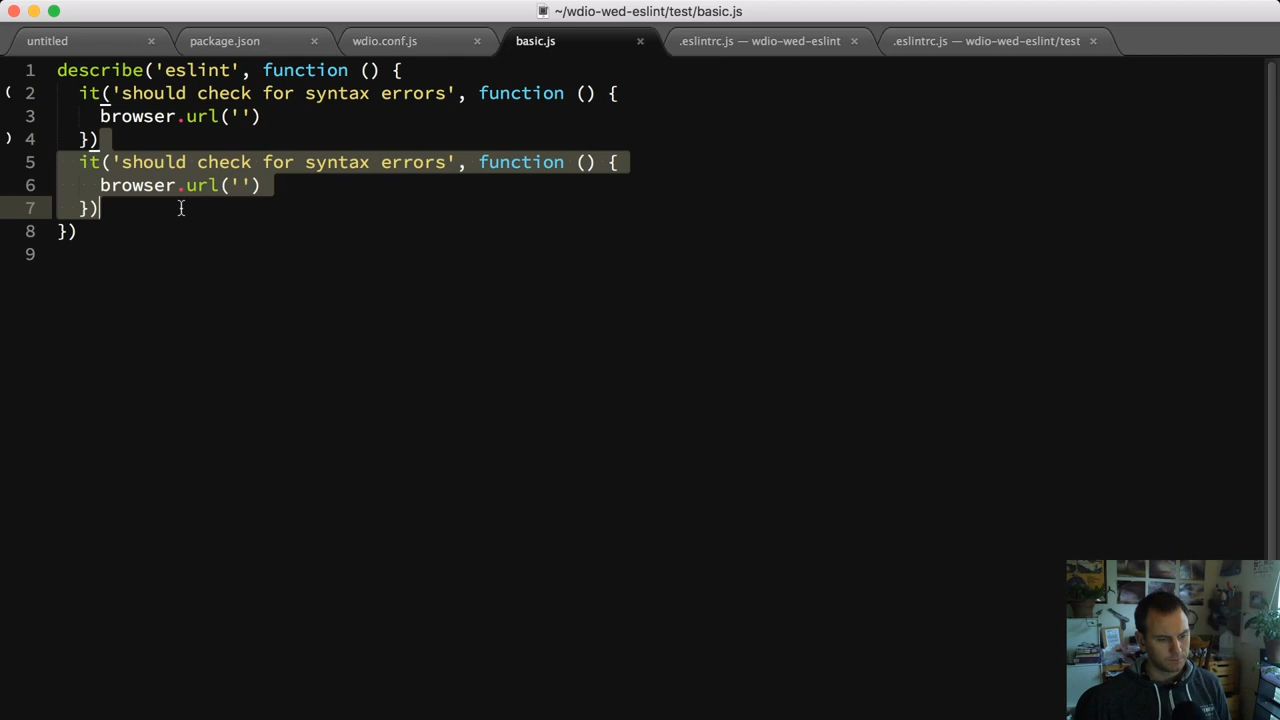 ~/wdio-wed-eslint/test/basic.js
untitled × package.json × wdio.conf.js × basic.js × .eslintrc.js — wdio-wed-eslint × .eslintrc.js — wdio-wed-eslint/test ×
1 describe('eslint', function () {
2 it('should check for syntax errors', function () {
3 browser.url('')
4 })
5 it('should check for syntax errors', function () {
6 browser.url('')
7 })
8 })
9